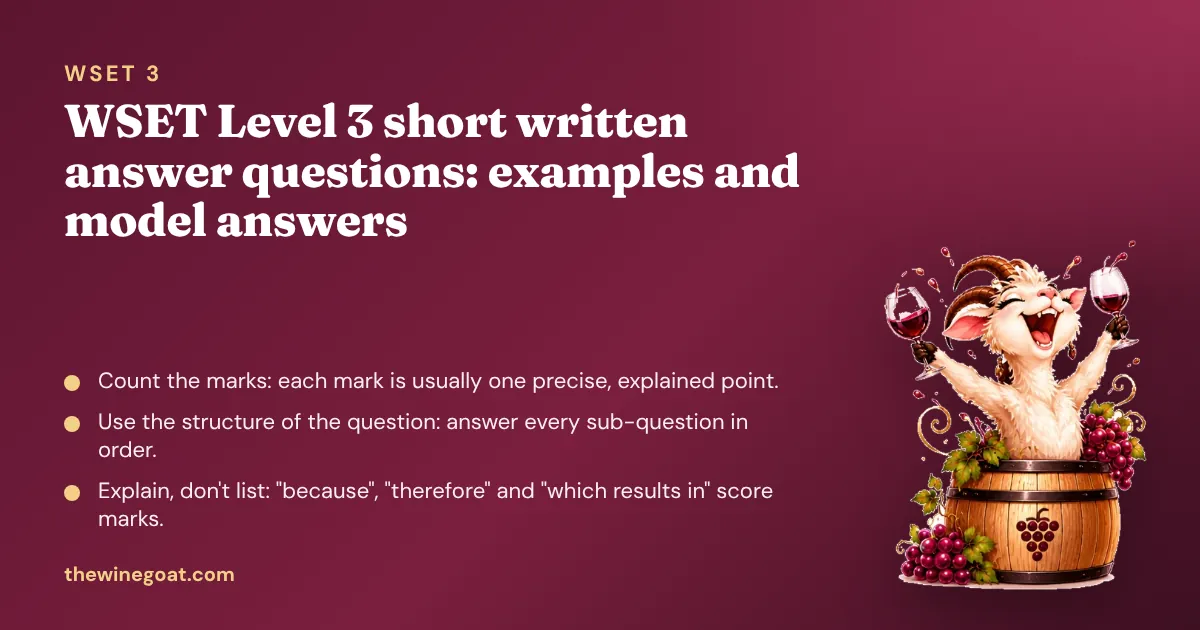 WSET 3
WSET Level 3 short written
answer questions: examples and
model answers
Count the marks: each mark is usually one precise, explained point.
Use the structure of the question: answer every sub-question in
order.
Explain, don't list: "because", "therefore" and "which results in" score
marks.
thewinegoat.com